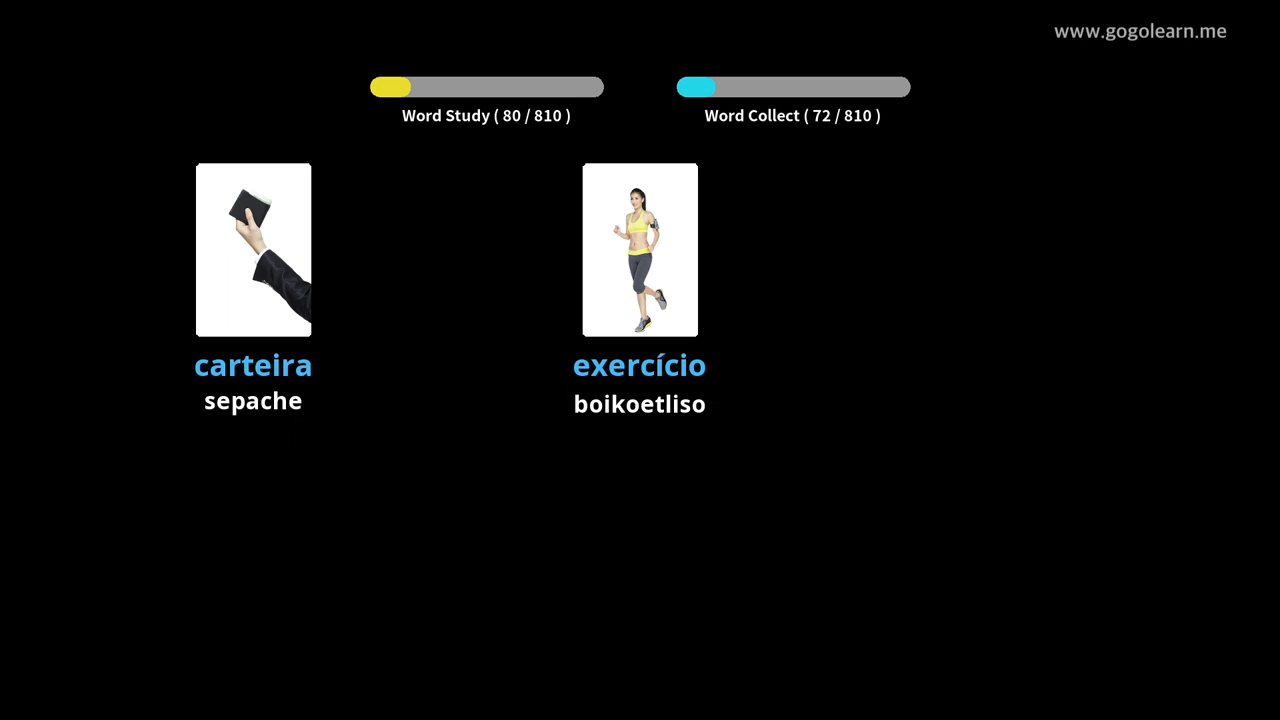 www.gogolearn.me
Word Study ( 80 / 810 )
Word Collect ( 72 / 810 )
carteira
sepache
exercício
boikoetliso